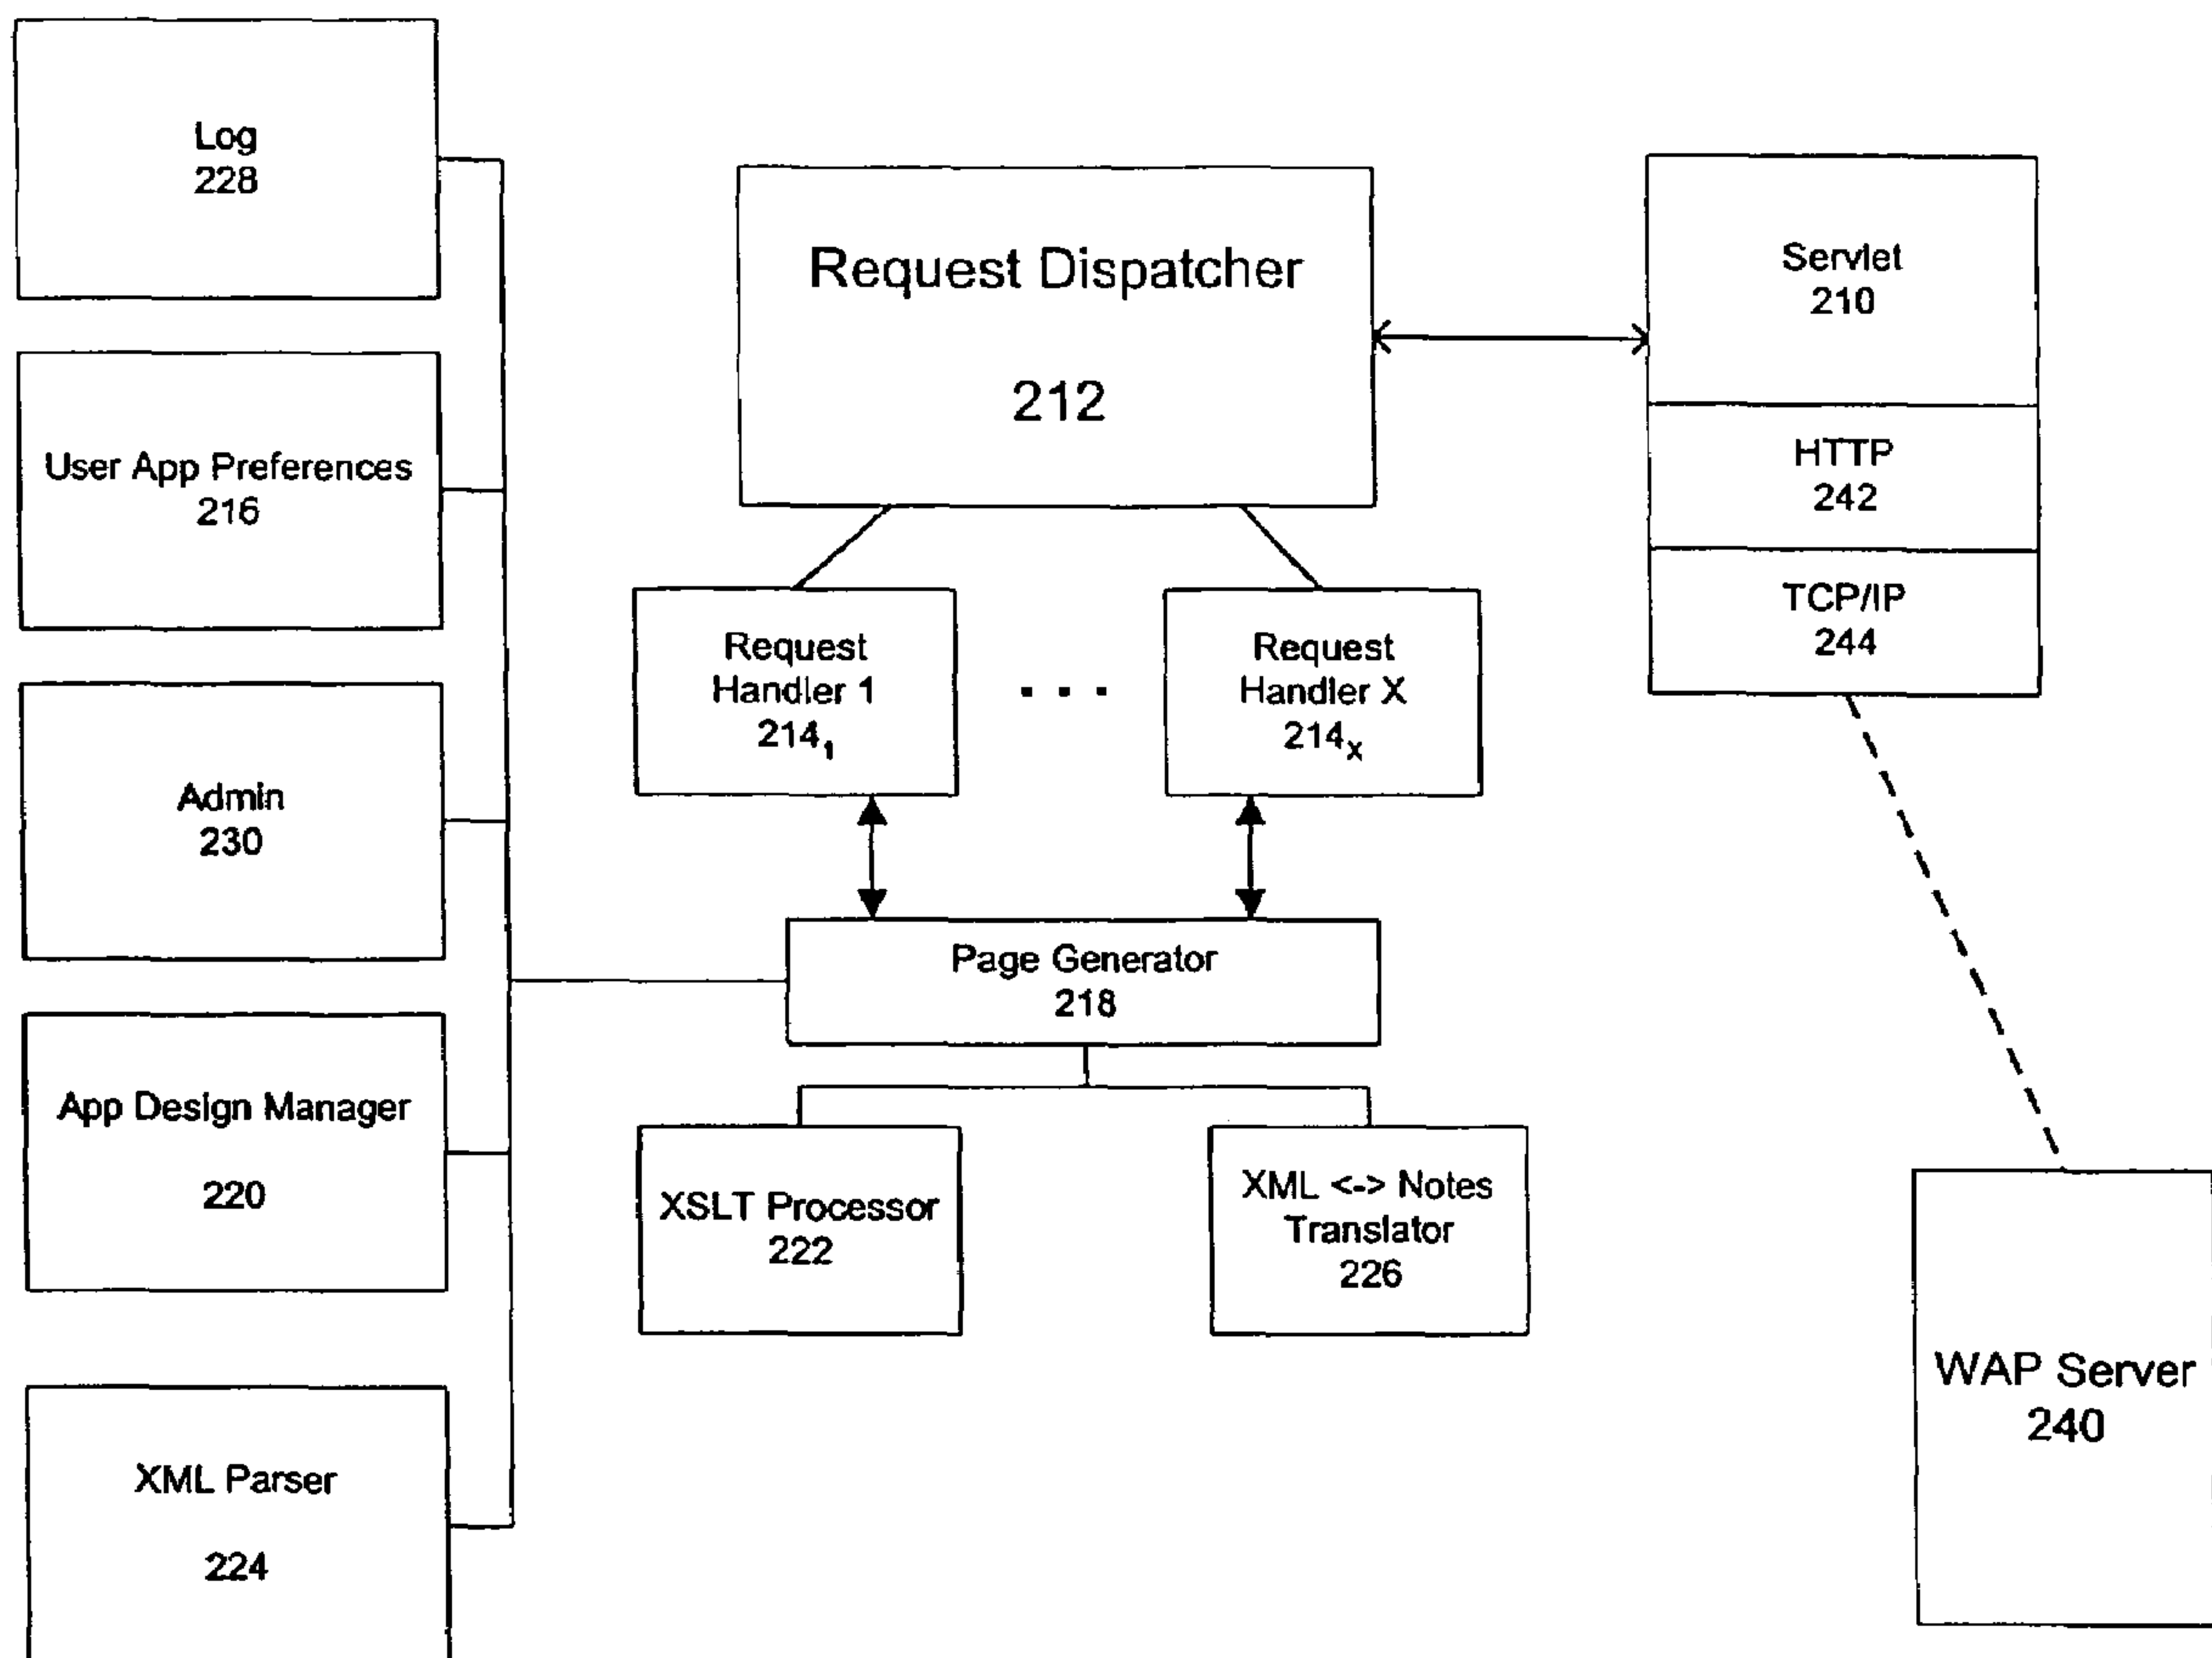 Log
228
User App Preferences
216
Admin
230
App Design Manager
220
XML Parser
224
Request Dispatcher
212
Request
Handler 1
214₁
. . .
Request
Handler X
214ₓ
Page Generator
218
XSLT Processor
222
XML <-> Notes
Translator
226
Servlet
210
HTTP
242
TCP/IP
244
WAP Server
240